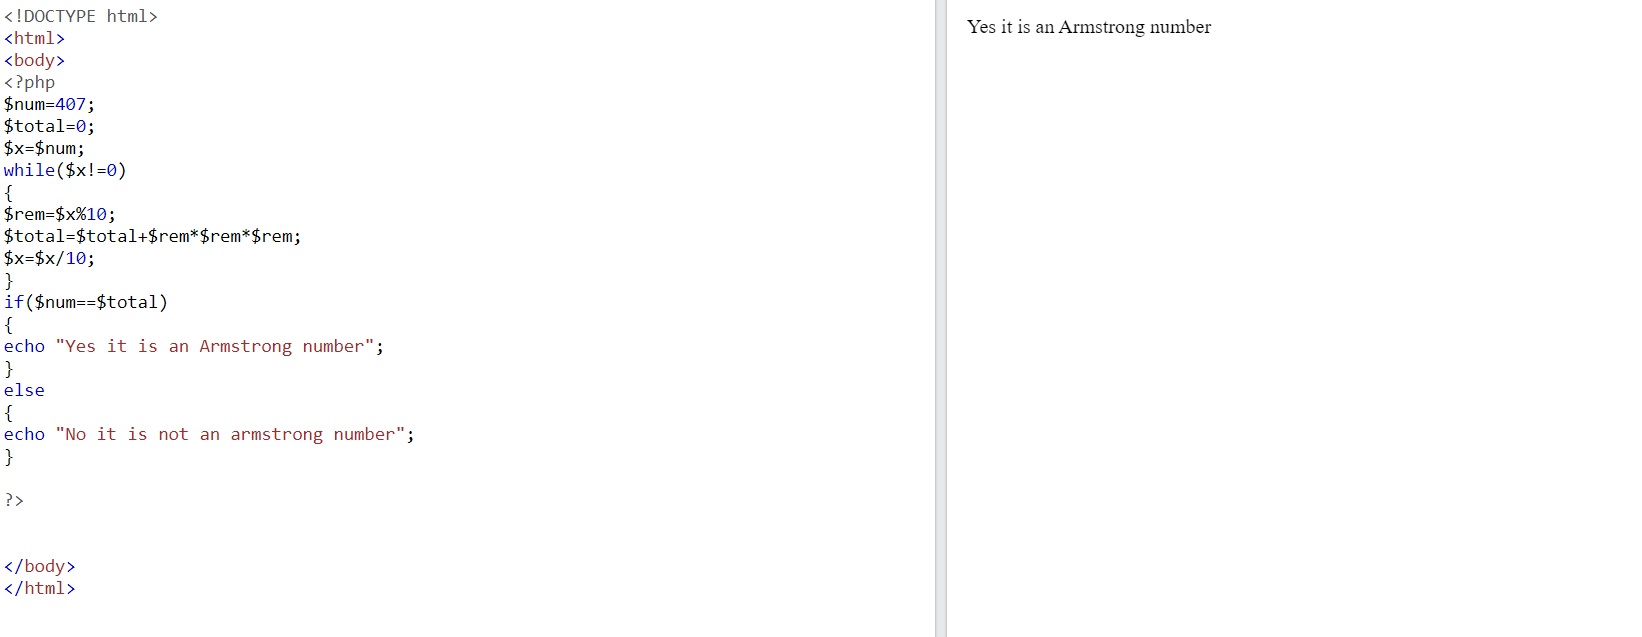 <!DOCTYPE html>
<html>
<body>
<?php
$num=407;
$total=0;
$x=$num;
while($x!=0)
{
$rem=$x%10;
$total=$total+$rem*$rem*$rem;
$x=$x/10;
}
if($num==$total)
{
echo "Yes it is an Armstrong number";
}
else
{
echo "No it is not an armstrong number";
}
?>
</body>
</html>
Yes it is an Armstrong number